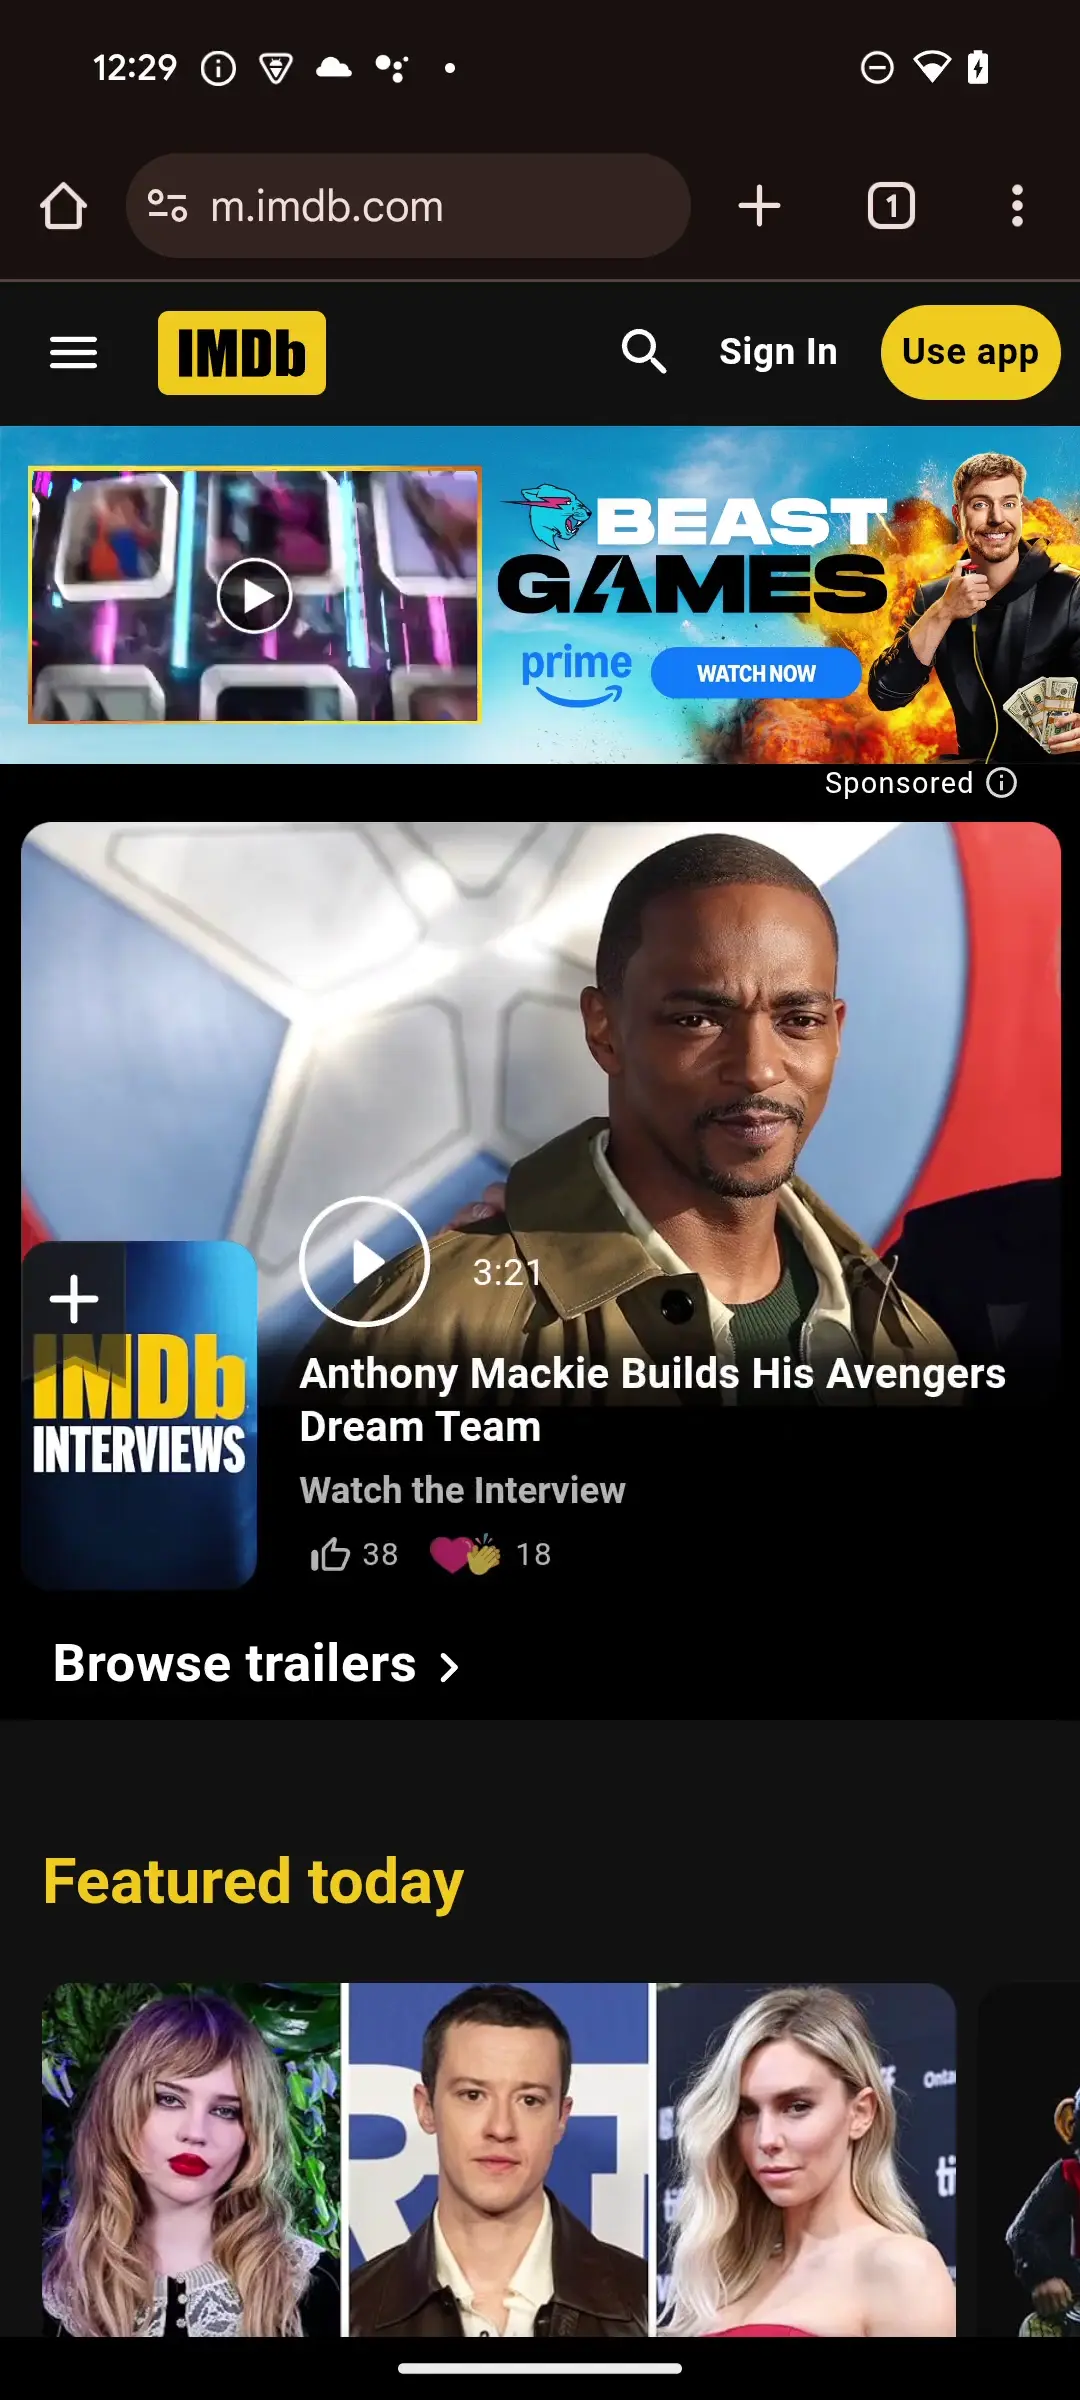 12:29
m.imdb.com
1
IMDb
Sign In
Use app
BEAST
GAMES
prime
WATCH NOW
Sponsored
3:21
IMDb
INTERVIEWS
Anthony Mackie Builds His Avengers
Dream Team
Watch the Interview
38
18
Browse trailers
Featured today